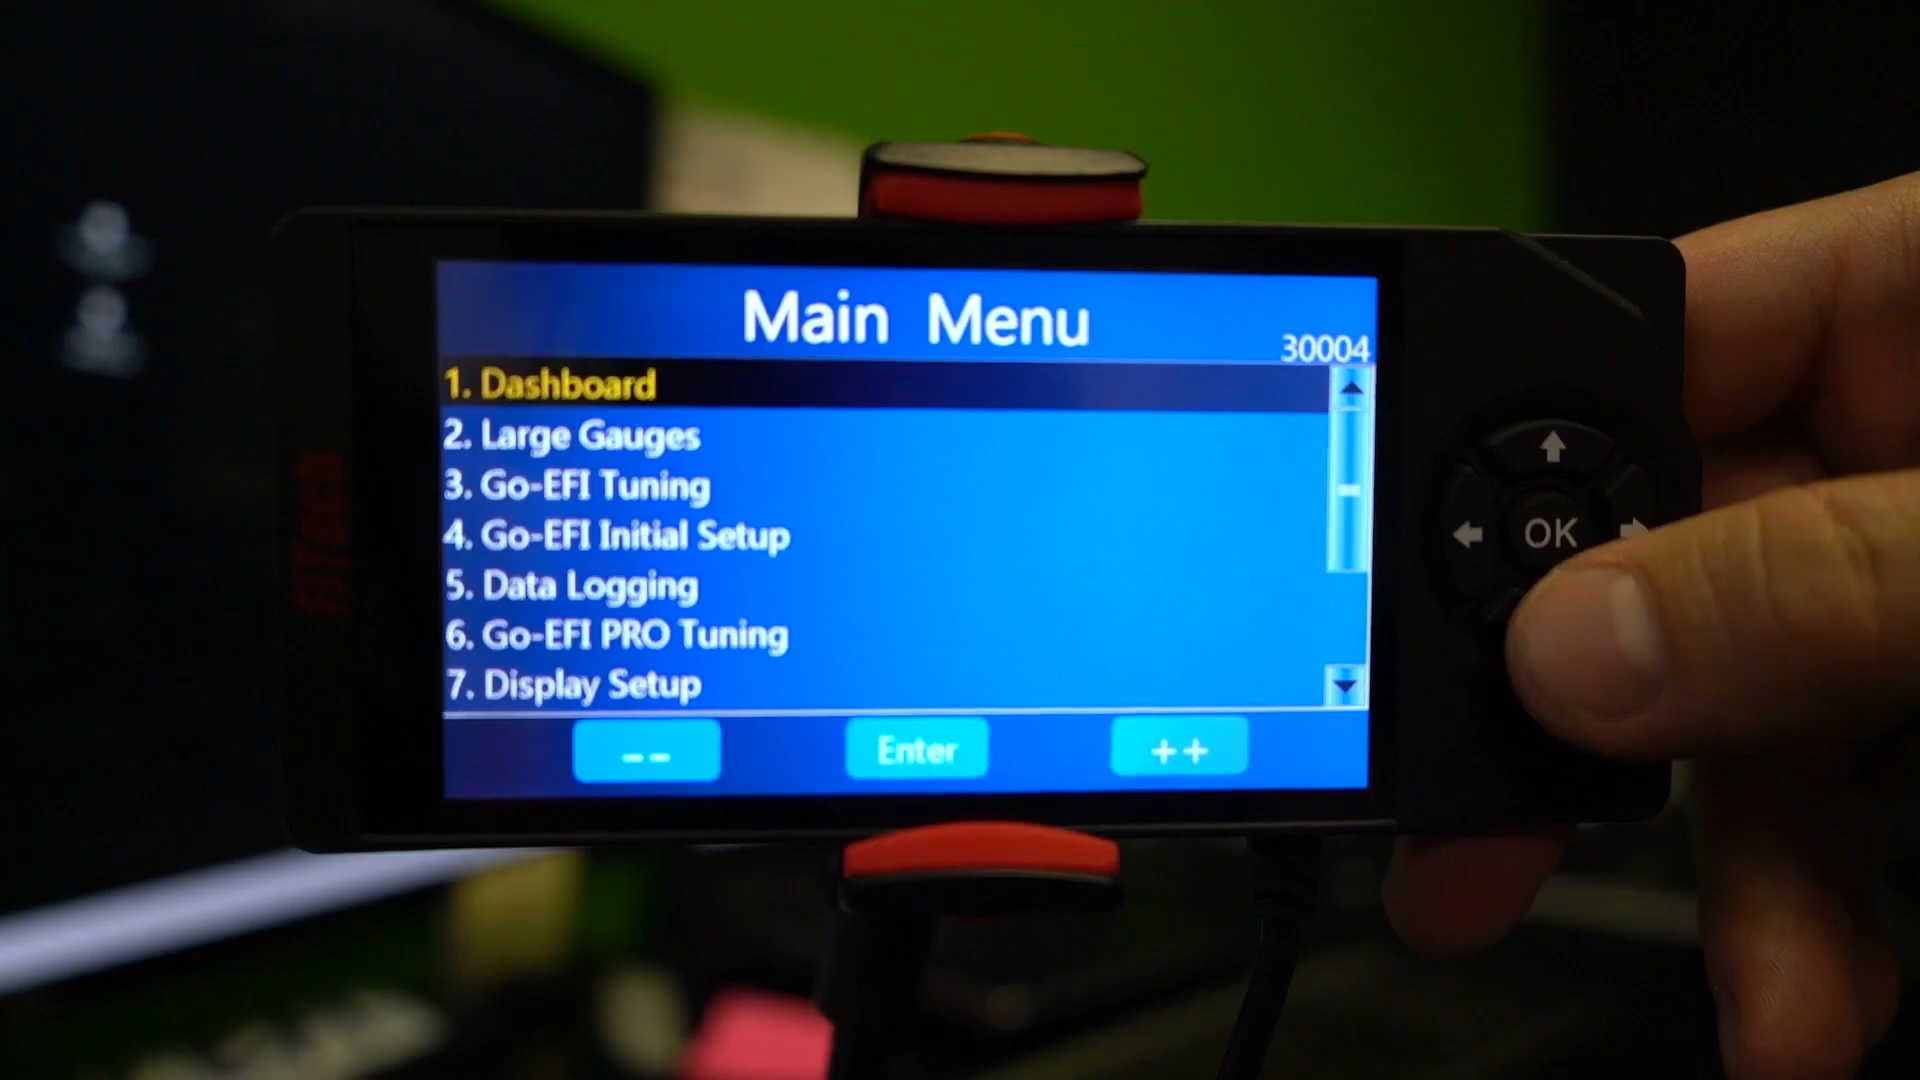 Main Menu
30004
1. Dashboard
2. Large Gauges
3. Go-EFI Tuning
4. Go-EFI Initial Setup
5. Data Logging
6. Go-EFI PRO Tuning
7. Display Setup
-- Enter ++
OK
FiTech